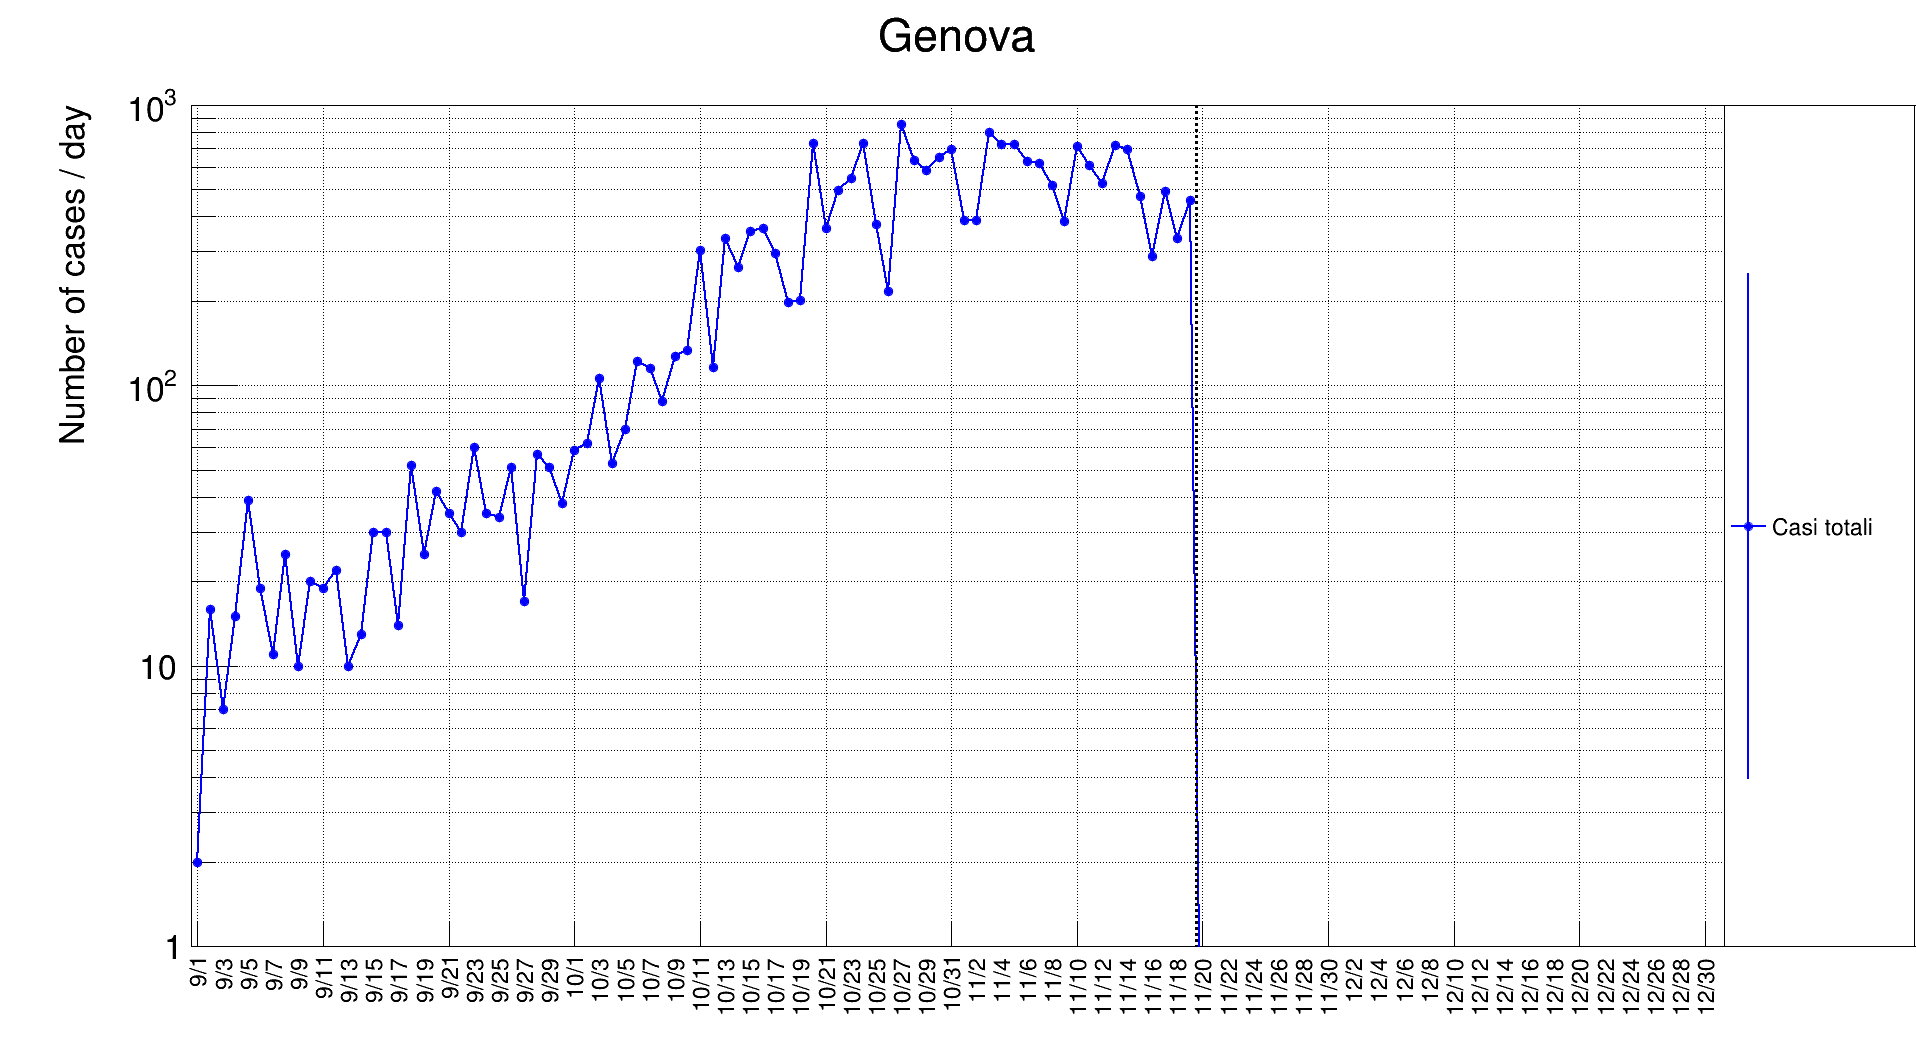 Genova
Number of cases / day
10³
10²
10
1
9/1 9/3 9/5 9/7 9/9 9/11 9/13 9/15 9/17 9/19 9/21 9/23 9/25 9/27 9/29 10/1 10/3 10/5 10/7 10/9 10/11 10/13 10/15 10/17 10/19 10/21 10/23 10/25 10/27 10/29 10/31 11/2 11/4 11/6 11/8 11/10 11/12 11/14 11/16 11/18 11/20 11/22 11/24 11/26 11/28 11/30 12/2 12/4 12/6 12/8 12/10 12/12 12/14 12/16 12/18 12/20 12/22 12/24 12/26 12/28 12/30
Casi totali